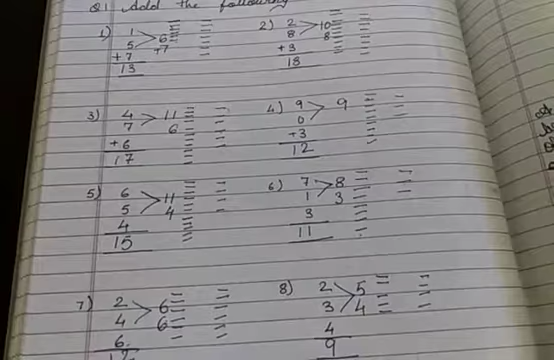 Q1 Add the following
1) 1 2) 2
5 > 6 8 > 10
+ 7 +7 + 3 8
13 13
3) 4 > 11 4) 9 > 9
7 6 0
+ 6 +3
17 12
5) 6 > 11 6) 7 > 8
5 4 1 3
4 3
15 11
7) 2 > 6 8) 2 > 5
4 6 3 4
6 4
12 9